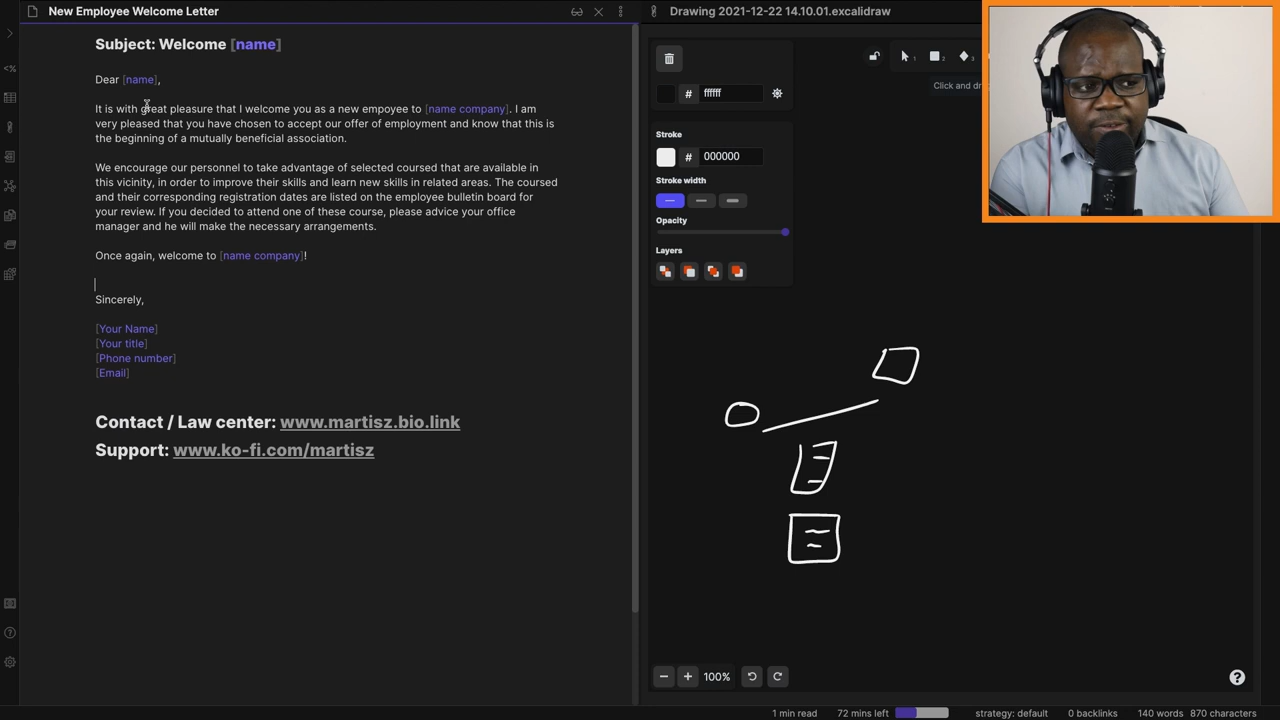 New Employee Welcome Letter
Subject: Welcome [name]
Dear [name],
It is with great pleasure that I welcome you as a new empoyee to [name company]. I am
very pleased that you have chosen to accept our offer of employment and know that this is
the beginning of a mutually beneficial association.
We encourage our personnel to take advantage of selected coursed that are available in
this vicinity, in order to improve their skills and learn new skills in related areas. The coursed
and their corresponding registration dates are listed on the employee bulletin board for
your review. If you decided to attend one of these course, please advice your office
manager and he will make the necessary arrangements.
Once again, welcome to [name company]!
Sincerely,
[Your Name]
[Your title]
[Phone number]
[Email]
Contact / Law center: www.martisz.bio.link
Support: www.ko-fi.com/martisz
Drawing 2021-12-22 14.10.01.excalidraw
1 2 3
Click and dr
# ffffff
Stroke
# 000000
Stroke width
Opacity
Layers
100%
1 min read 72 mins left strategy: default 0 backlinks 140 words 870 characters